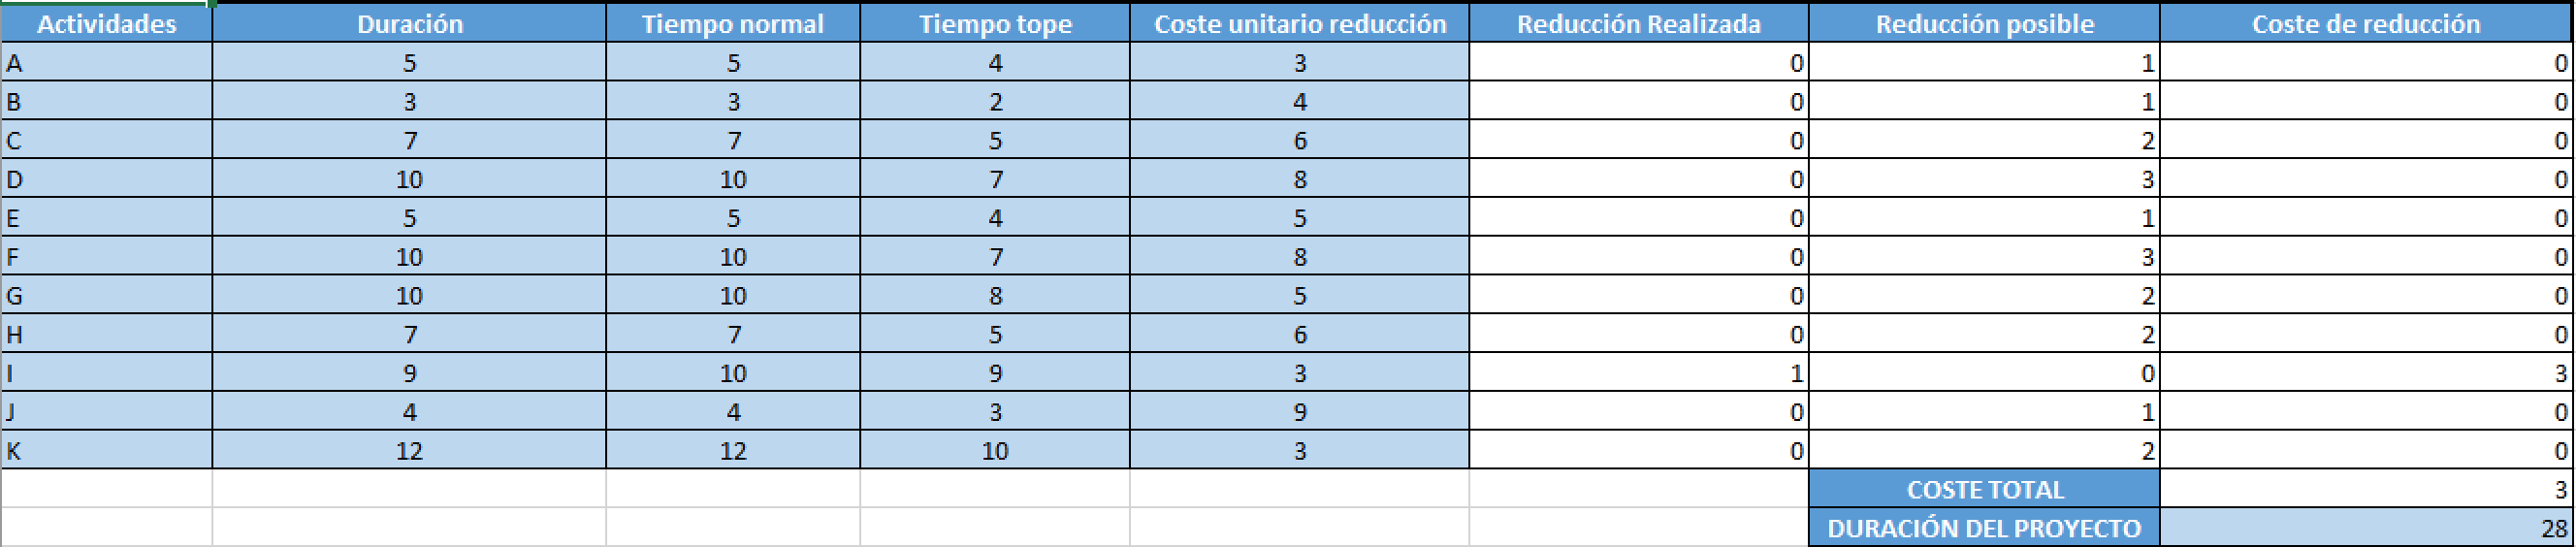 Actividades Duración Tiempo normal Tiempo tope Coste unitario reducción Reducción Realizada Reducción posible Coste de reducción
A 5 5 4 3 0 1 0
B 3 3 2 4 0 1 0
C 7 7 5 6 0 2 0
D 10 10 7 8 0 3 0
E 5 5 4 5 0 1 0
F 10 10 7 8 0 3 0
G 10 10 8 5 0 2 0
H 7 7 5 6 0 2 0
I 9 10 9 3 1 0 3
J 4 4 3 9 0 1 0
K 12 12 10 3 0 2 0
COSTE TOTAL 3
DURACIÓN DEL PROYECTO 28